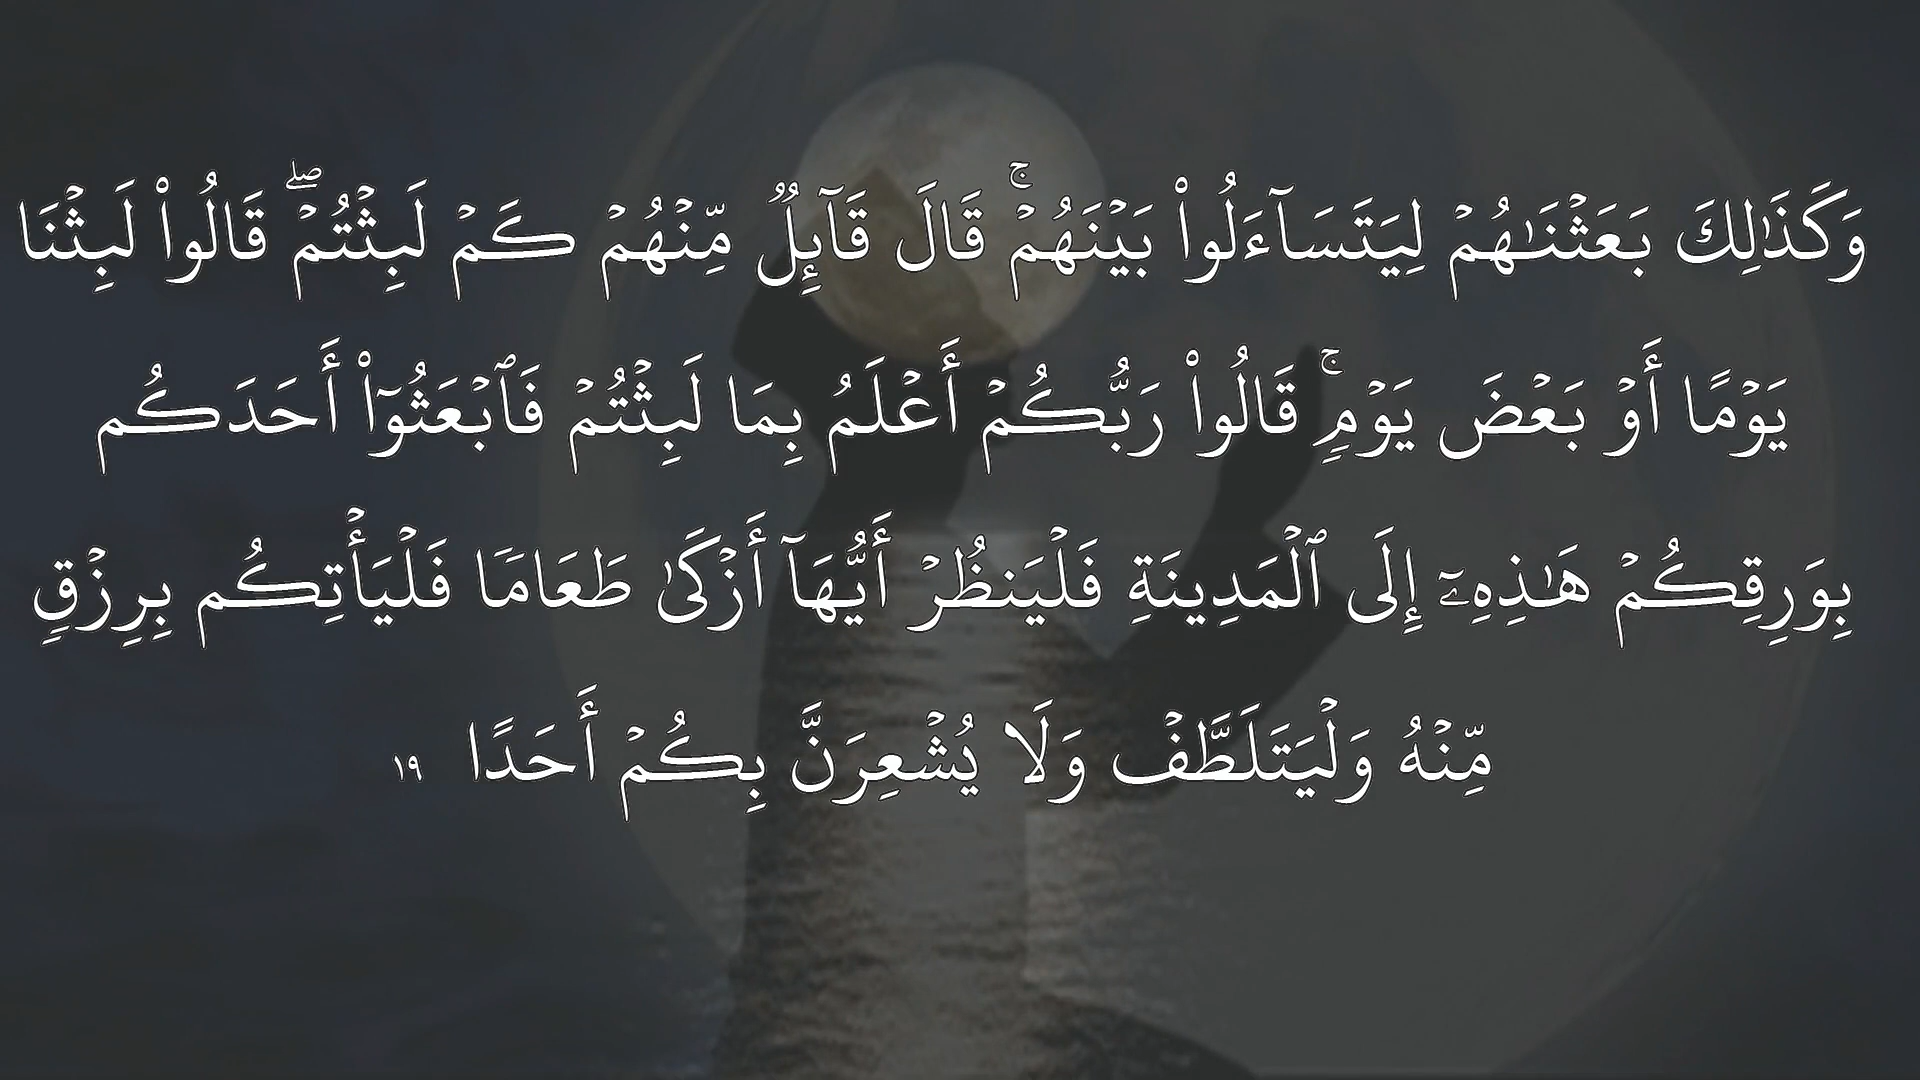 وَكَذَٰلِكَ بَعَثۡنَٰهُمۡ لِيَتَسَآءَلُواْ بَيۡنَهُمۡۚ قَالَ قَآئِلٞ مِّنۡهُمۡ كَمۡ لَبِثۡتُمۡۖ قَالُواْ لَبِثۡنَا
يَوۡمًا أَوۡ بَعۡضَ يَوۡمٖۚ قَالُواْ رَبُّكُمۡ أَعۡلَمُ بِمَا لَبِثۡتُمۡ فَٱبۡعَثُوٓاْ أَحَدَكُم
بِوَرِقِكُمۡ هَٰذِهِۦٓ إِلَى ٱلۡمَدِينَةِ فَلۡيَنظُرۡ أَيُّهَآ أَزۡكَىٰ طَعَامٗا فَلۡيَأۡتِكُم بِرِزۡقٖ
مِّنۡهُ وَلۡيَتَلَطَّفۡ وَلَا يُشۡعِرَنَّ بِكُمۡ أَحَدًا ١٩